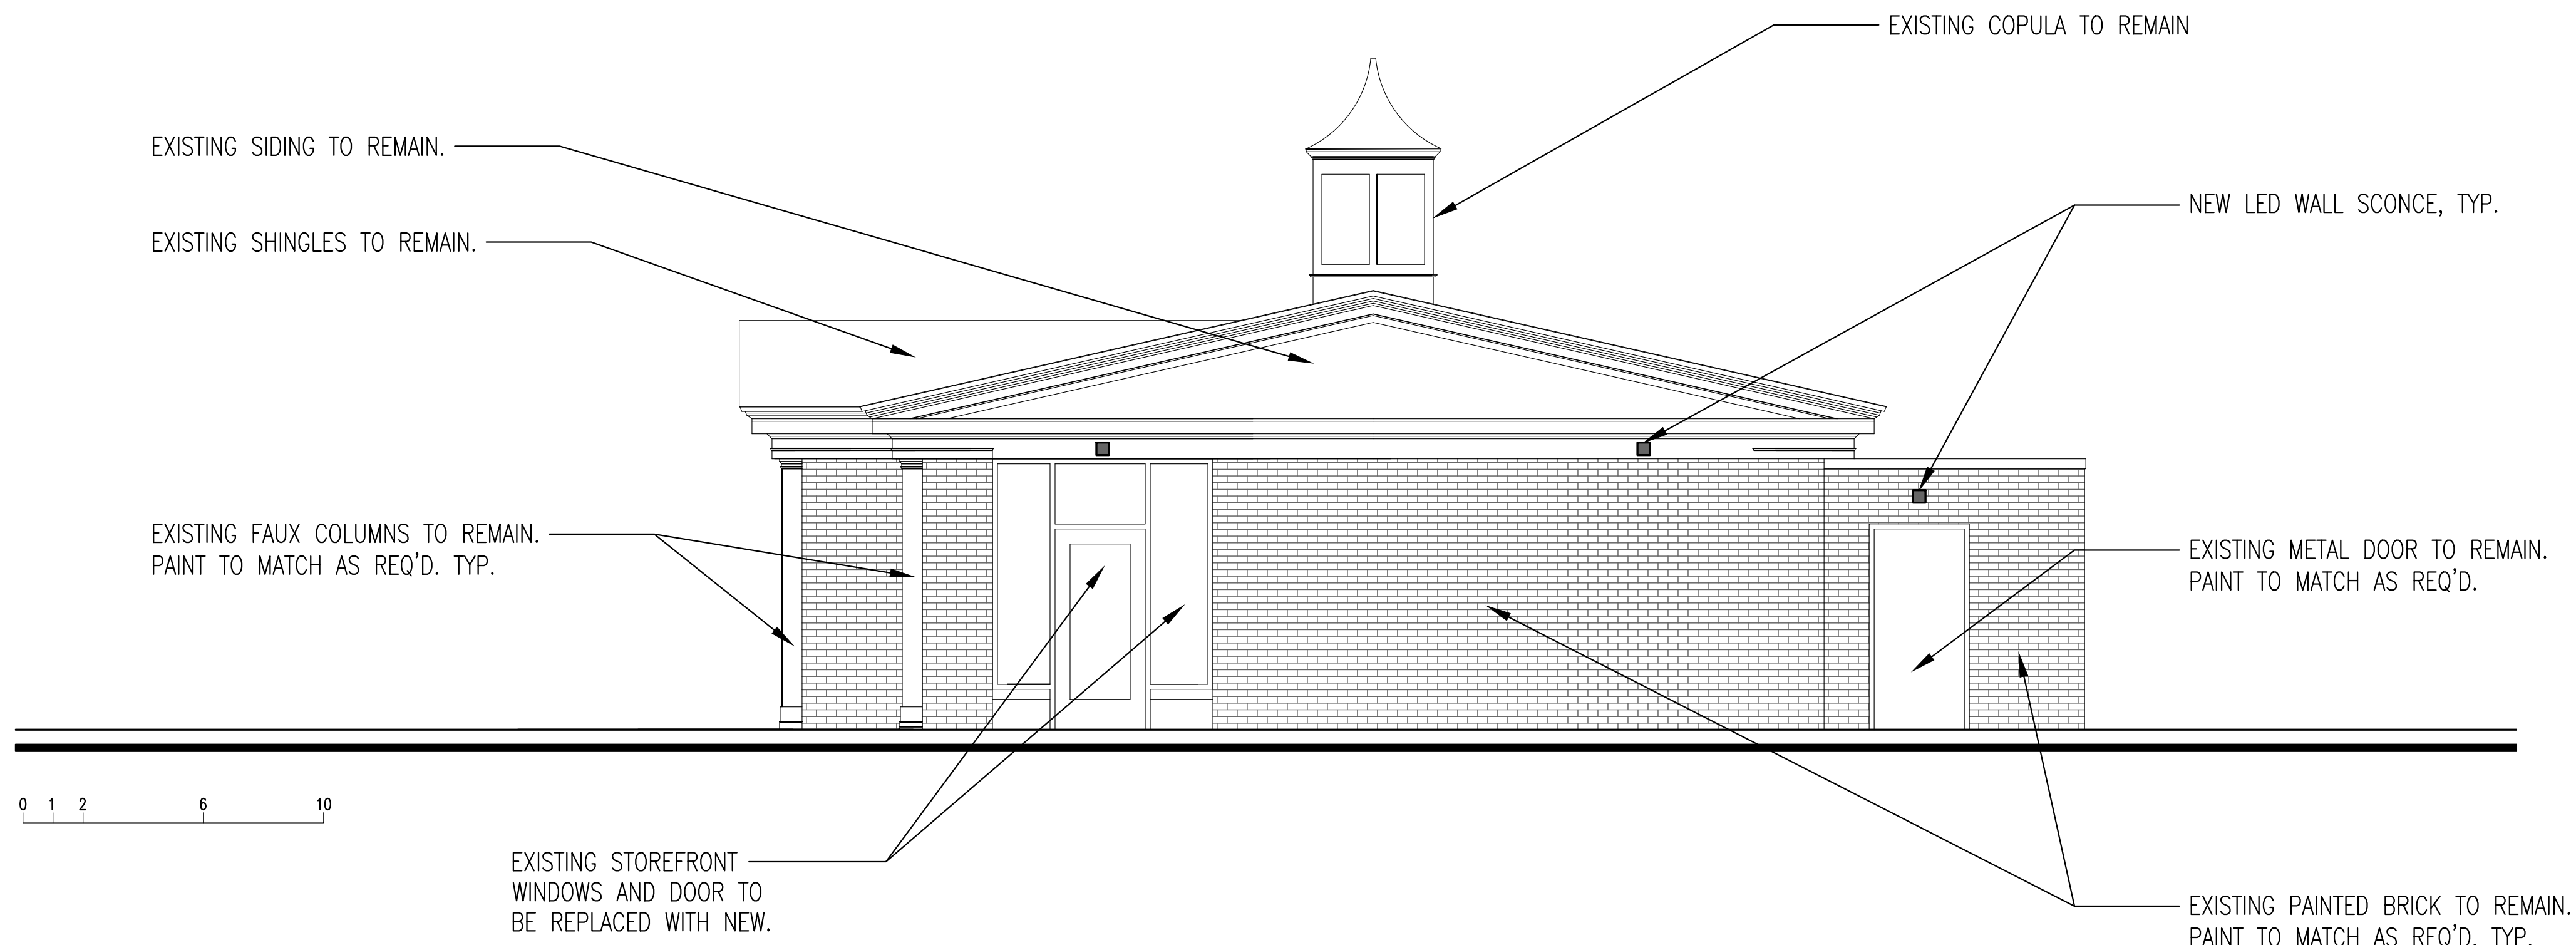 EXISTING COPULA TO REMAIN
EXISTING SIDING TO REMAIN.
NEW LED WALL SCONCE, TYP.
EXISTING SHINGLES TO REMAIN.
EXISTING FAUX COLUMNS TO REMAIN.
PAINT TO MATCH AS REQ'D. TYP.
EXISTING METAL DOOR TO REMAIN.
PAINT TO MATCH AS REQ'D.
0 1 2 6 10
EXISTING STOREFRONT
WINDOWS AND DOOR TO
BE REPLACED WITH NEW.
EXISTING PAINTED BRICK TO REMAIN.
PAINT TO MATCH AS REQ'D. TYP.